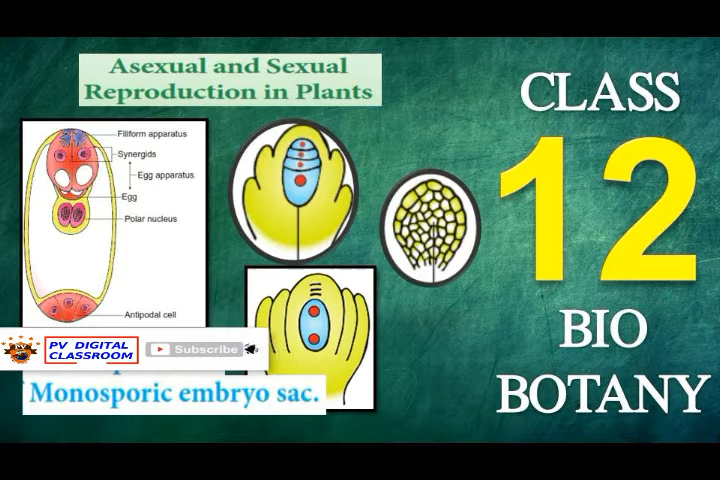 Asexual and Sexual
Reproduction in Plants
Filiform apparatus
Synergids
Egg apparatus
Egg
Polar nucleus
Antipodal cell
PV DIGITAL
CLASSROOM
Subscribe
Monosporic embryo sac.
CLASS
12
BIO
BOTANY